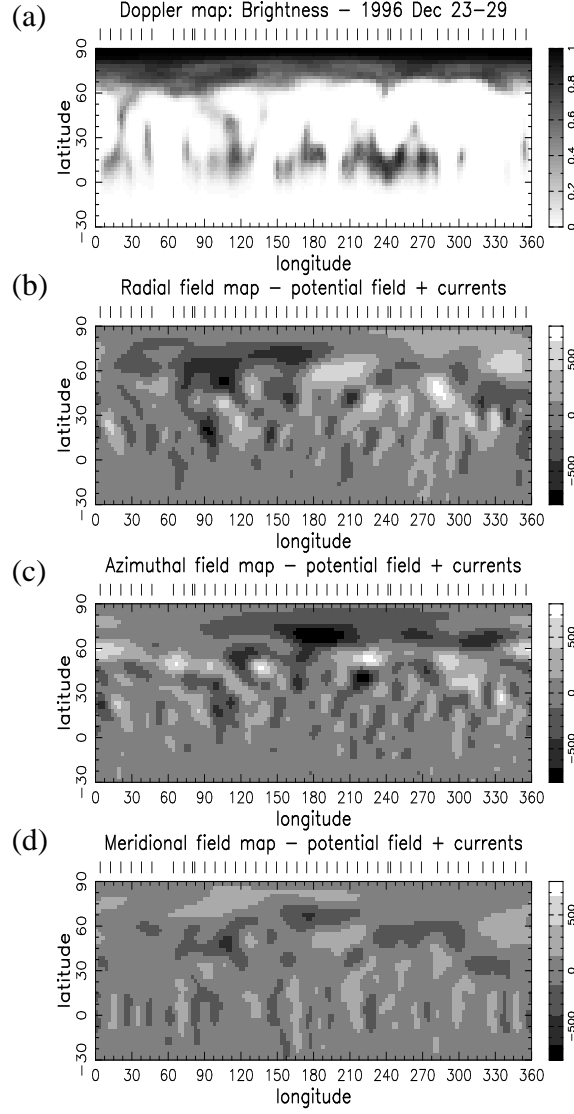 (a)
Doppler map: Brightness − 1996 Dec 23−29
90
60
30
0
−30
latitude
0 30 60 90 120 150 180 210 240 270 300 330 360
longitude
0 0.2 0.4 0.6 0.8 1
(b)
Radial field map − potential field + currents
90
60
30
0
−30
latitude
0 30 60 90 120 150 180 210 240 270 300 330 360
longitude
−500 0 500
(c)
Azimuthal field map − potential field + currents
90
60
30
0
−30
latitude
0 30 60 90 120 150 180 210 240 270 300 330 360
longitude
−500 0 500
(d)
Meridional field map − potential field + currents
90
60
30
0
−30
latitude
0 30 60 90 120 150 180 210 240 270 300 330 360
longitude
−500 0 500